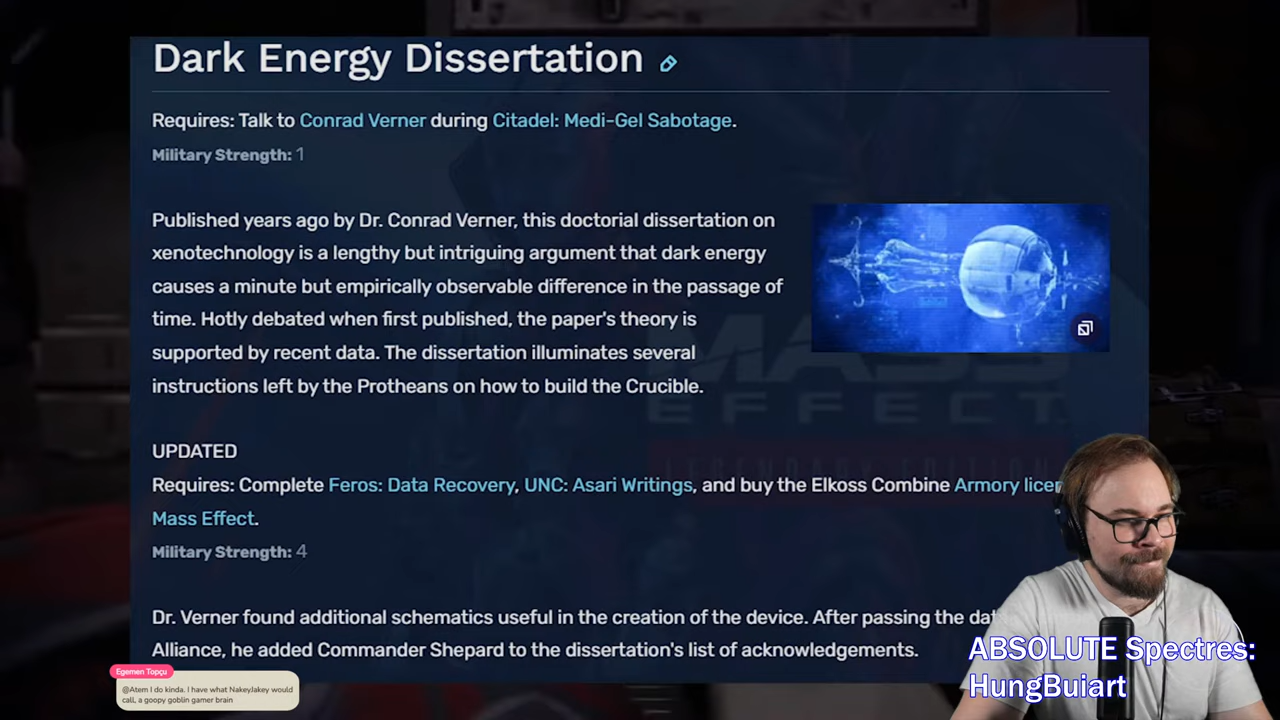 Dark Energy Dissertation
Requires: Talk to Conrad Verner during Citadel: Medi-Gel Sabotage.
Military Strength: 1
Published years ago by Dr. Conrad Verner, this doctorial dissertation on
xenotechnology is a lengthy but intriguing argument that dark energy
causes a minute but empirically observable difference in the passage of
time. Hotly debated when first published, the paper's theory is
supported by recent data. The dissertation illuminates several
instructions left by the Protheans on how to build the Crucible.
MASS
EFFECT
LEGENDARY EDITION
UPDATED
Requires: Complete Feros: Data Recovery, UNC: Asari Writings, and buy the Elkoss Combine Armory
Mass Effect.
Military Strength: 4
Dr. Verner found additional schematics useful in the creation of the device. After passing the
Alliance, he added Commander Shepard to the dissertation's list of acknowledgements.
ABSOLUTE Spectres:
HungBuiart
Egemen Topçu
@Atem I do kinda, I have what NakeyJakey would
call, a goopy goblin gamer brain